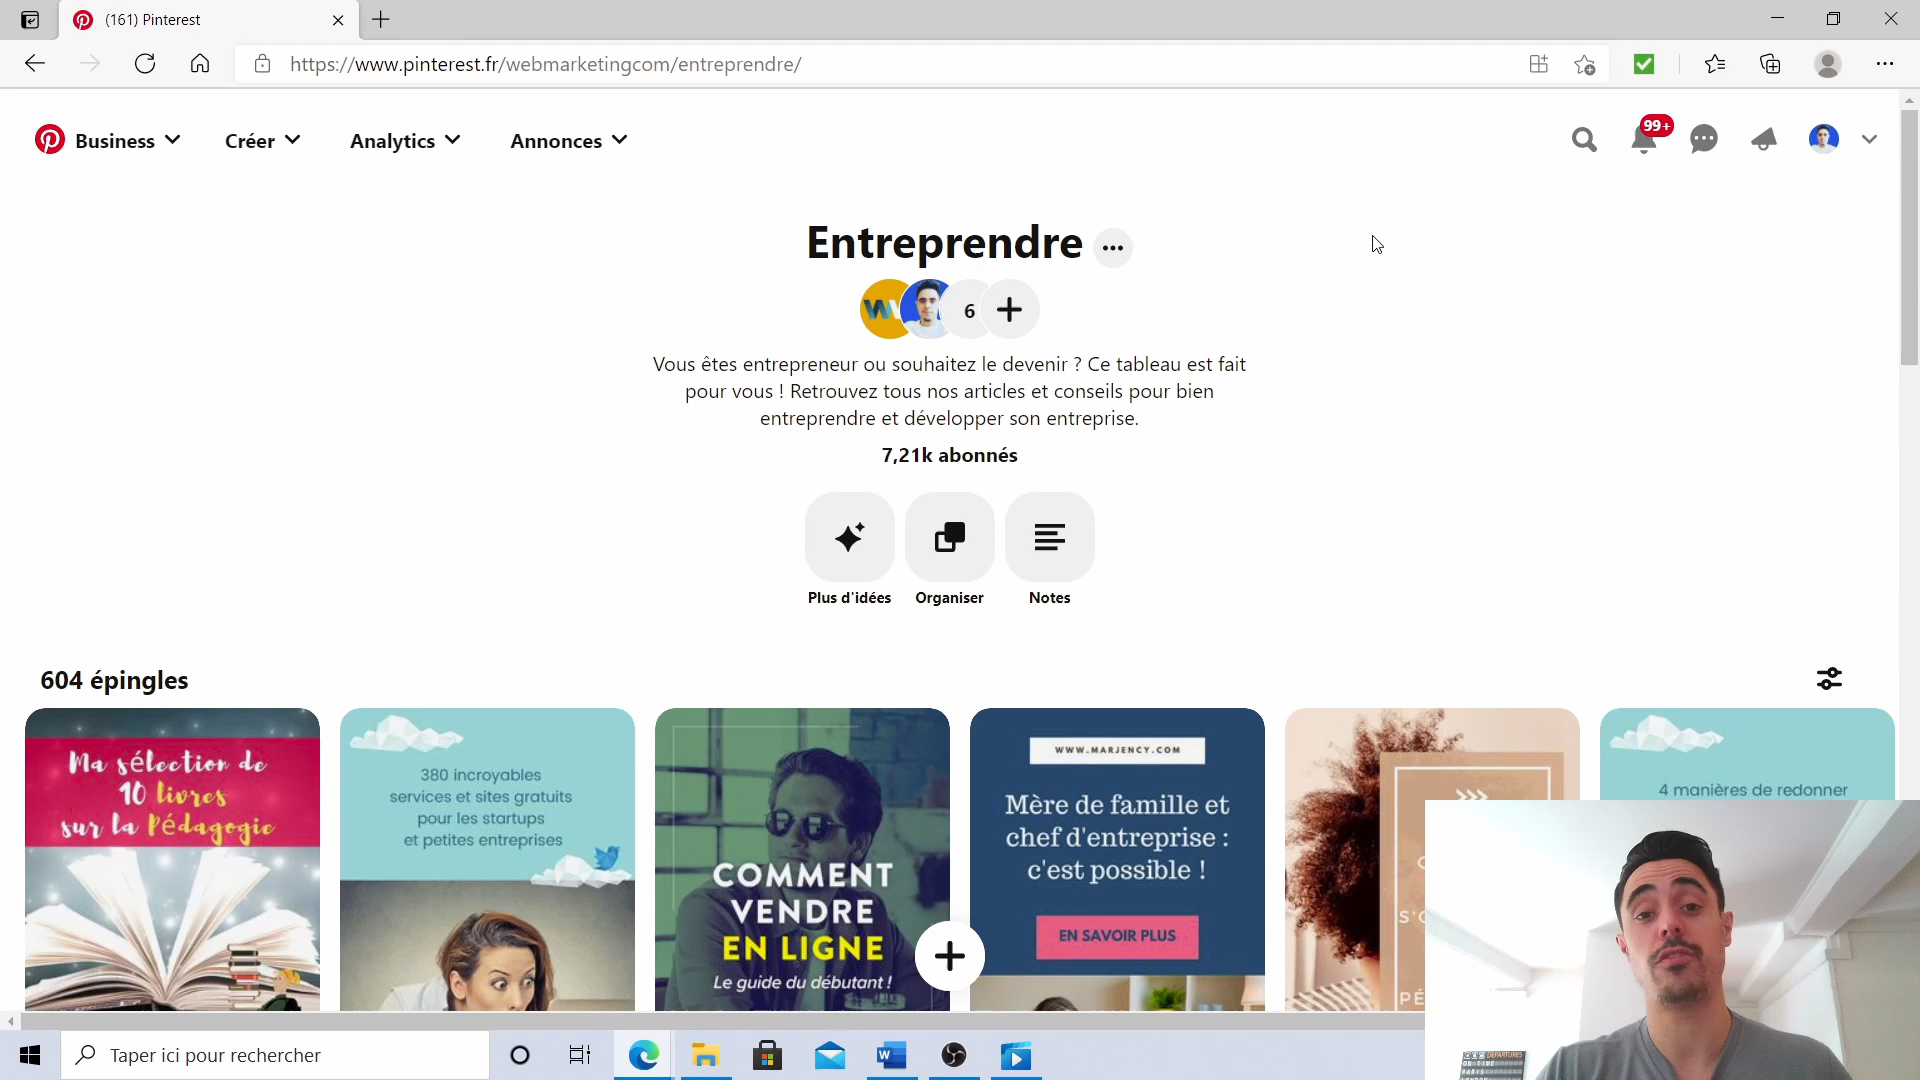 (161) Pinterest
https://www.pinterest.fr/webmarketingcom/entreprendre/
Business
Créer
Analytics
Annonces
99+
Entreprendre
6
Vous êtes entrepreneur ou souhaitez le devenir ? Ce tableau est fait
pour vous ! Retrouvez tous nos articles et conseils pour bien
entreprendre et développer son entreprise.
7,21k abonnés
Plus d'idées
Organiser
Notes
604 épingles
Ma sélection de
10 livres
sur la Pédagogie
380 incroyables
services et sites gratuits
pour les startups
et petites entreprises
COMMENT
VENDRE
EN LIGNE
Le guide du débutant !
WWW.MARJENCY.COM
Mère de famille et
chef d'entreprise :
c'est possible !
EN SAVOIR PLUS
4 manières de redonner
DEPARTURES
Taper ici pour rechercher